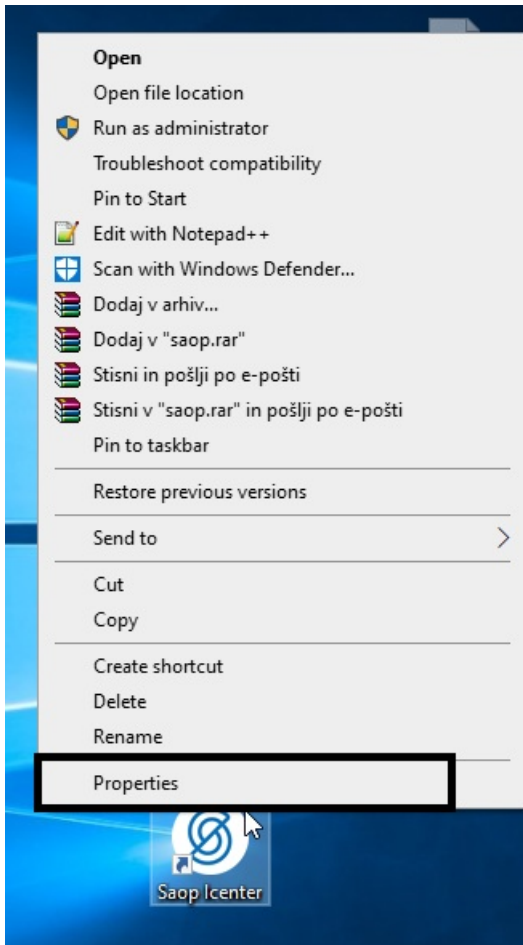 Open
Open file location
Run as administrator
Troubleshoot compatibility
Pin to Start
Edit with Notepad++
Scan with Windows Defender...
Dodaj v arhiv...
Dodaj v "saop.rar"
Stisni in pošlji po e-pošti
Stisni v "saop.rar" in pošlji po e-pošti
Pin to taskbar
Restore previous versions
Send to
Cut
Copy
Create shortcut
Delete
Rename
Properties
Saop Icenter